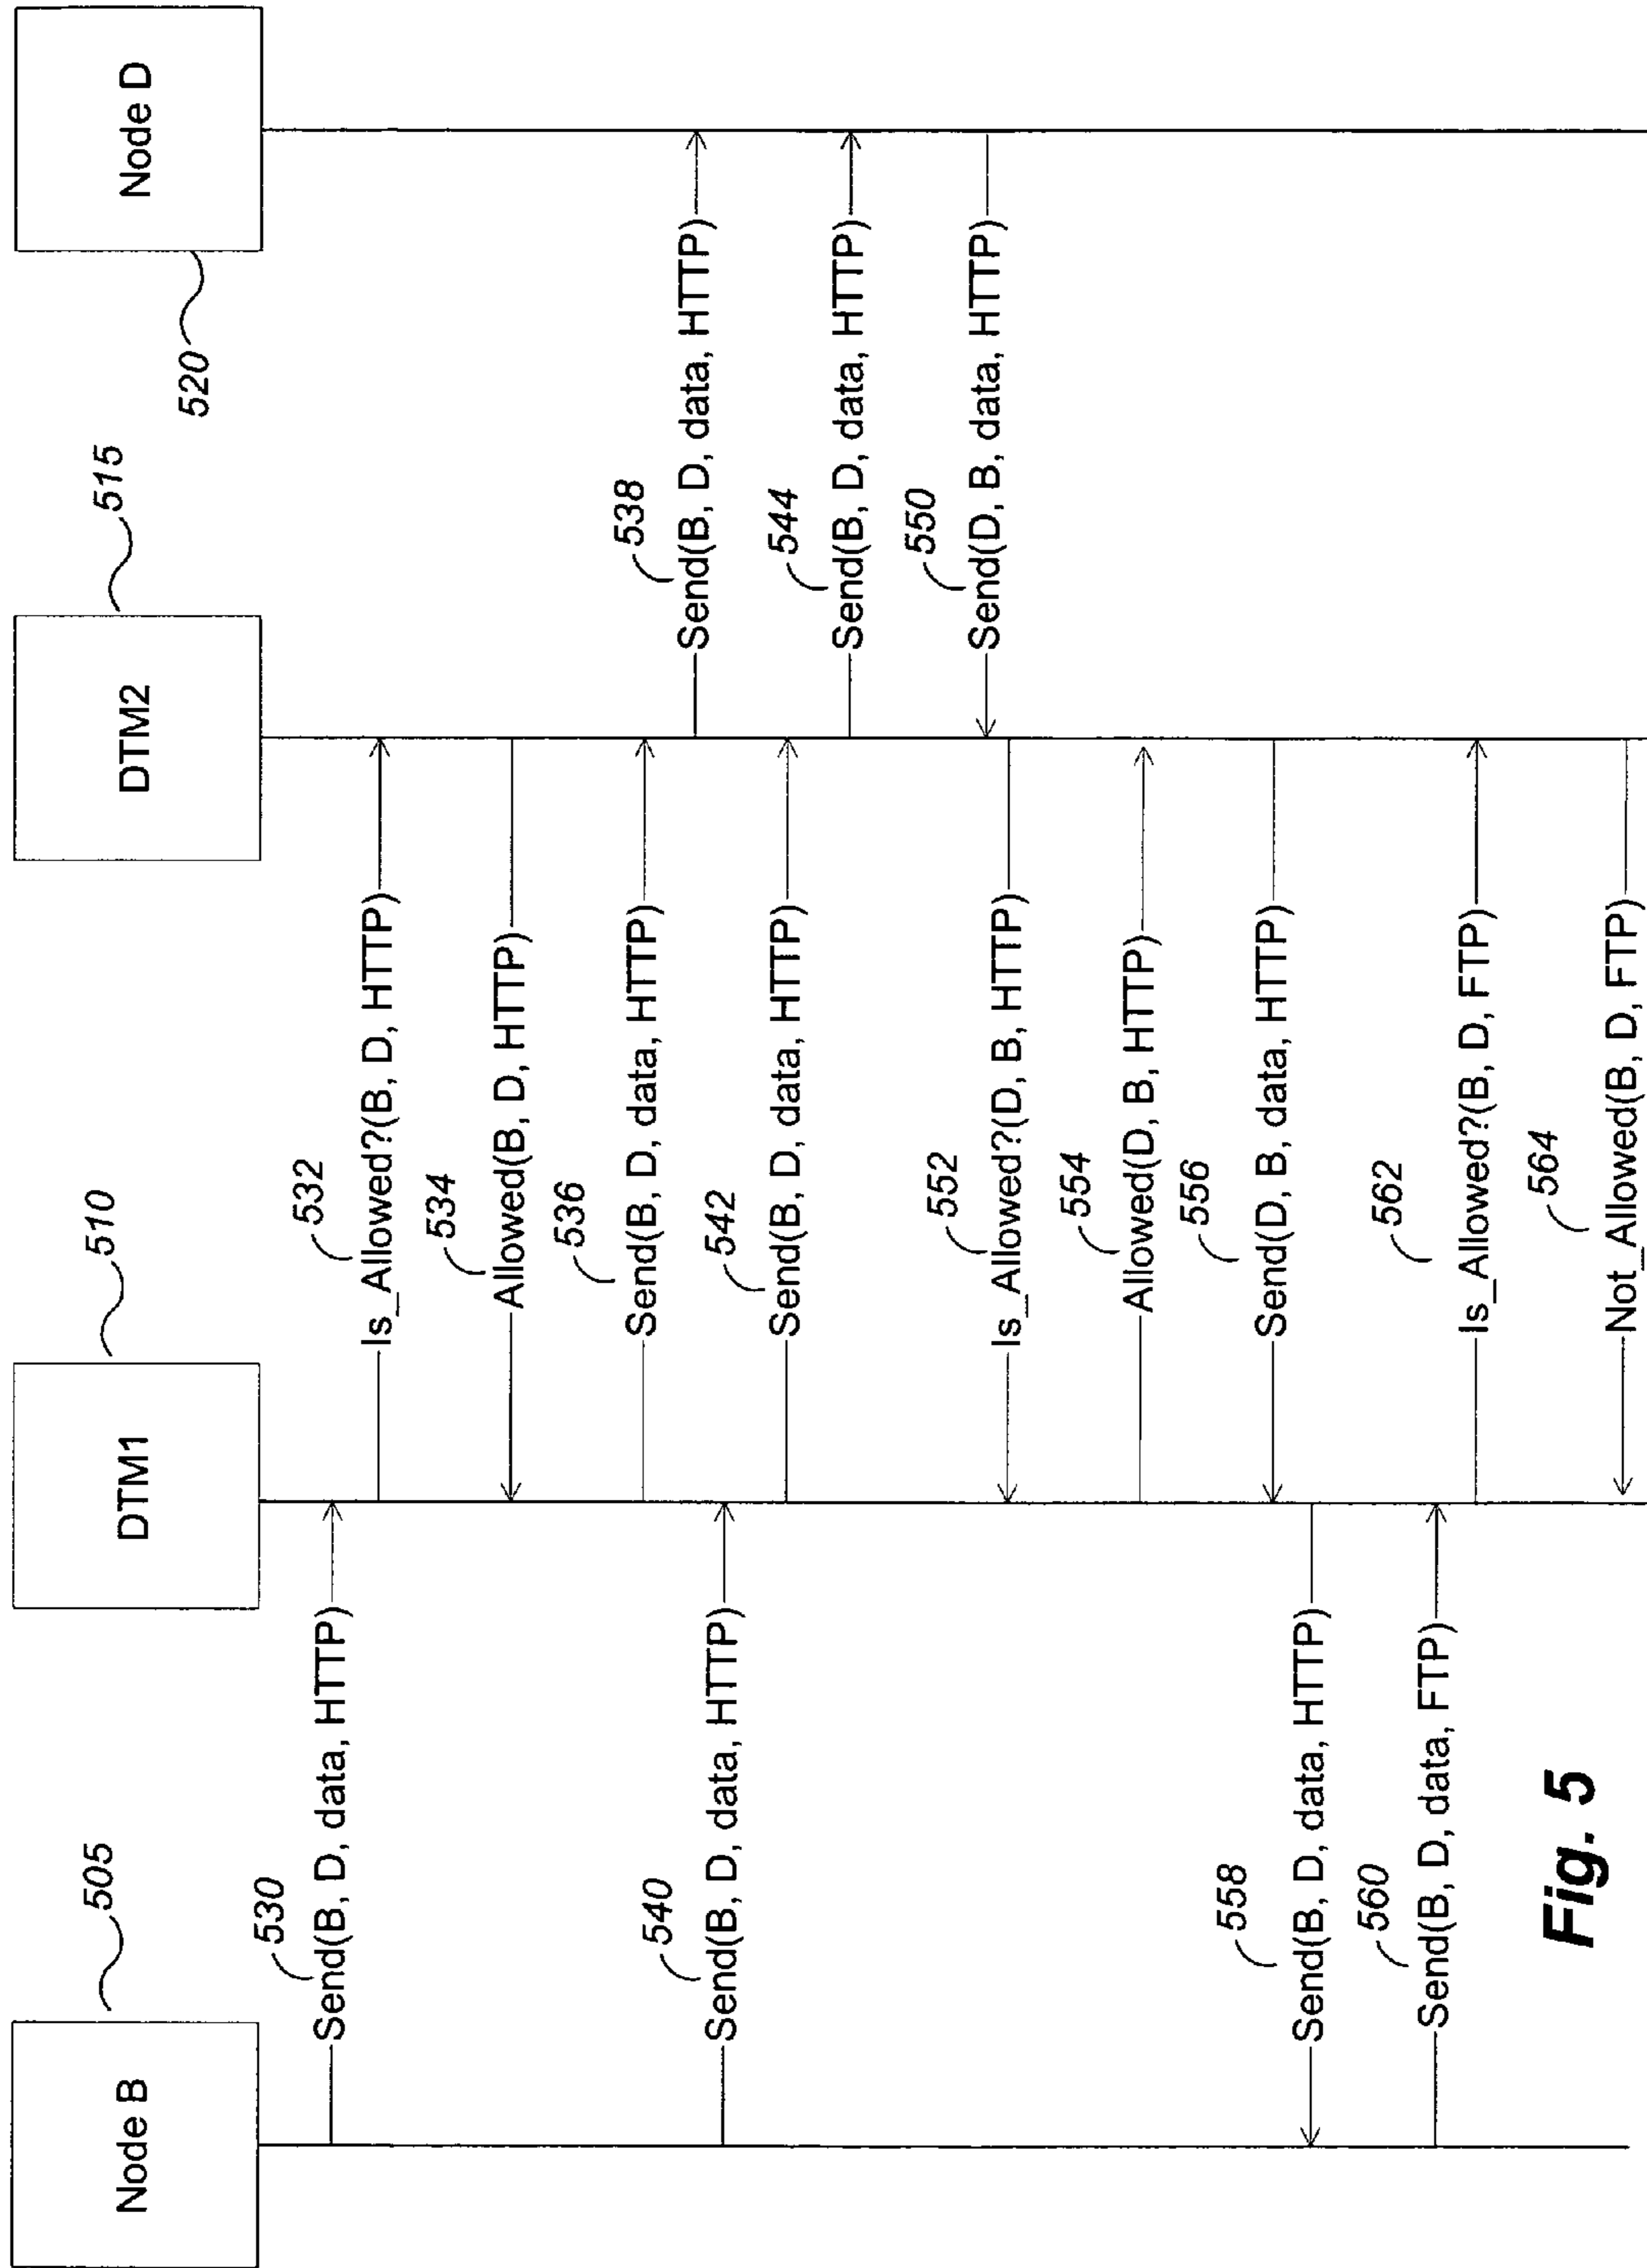 Node B
505
DTM1
510
DTM2
515
Node D
520
530
Send(B, D, data, HTTP)
532
Is_Allowed?(B, D, HTTP)
534
Allowed(B, D, HTTP)
536
Send(B, D, data, HTTP)
538
Send(B, D, data, HTTP)
540
Send(B, D, data, HTTP)
542
Send(B, D, data, HTTP)
544
Send(B, D, data, HTTP)
550
Send(D, B, data, HTTP)
552
Is_Allowed?(D, B, HTTP)
554
Allowed(D, B, HTTP)
556
Send(D, B, data, HTTP)
558
Send(B, D, data, HTTP)
560
Send(B, D, data, FTP)
562
Is_Allowed?(B, D, FTP)
564
Not_Allowed(B, D, FTP)
Fig. 5